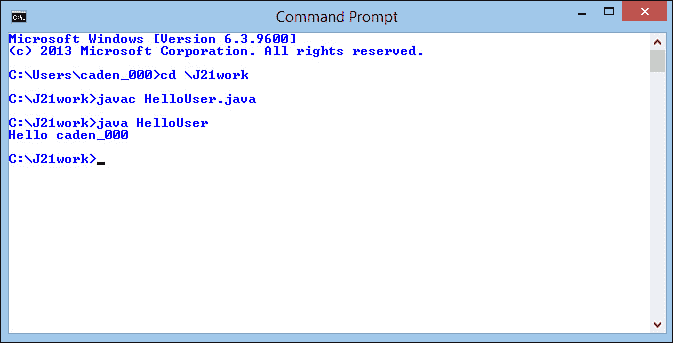 Command Prompt
Microsoft Windows [Version 6.3.9600]
(c) 2013 Microsoft Corporation. All rights reserved.
C:\Users\caden_000>cd \J21work
C:\J21work>javac HelloUser.java
C:\J21work>java HelloUser
Hello caden_000
C:\J21work>_